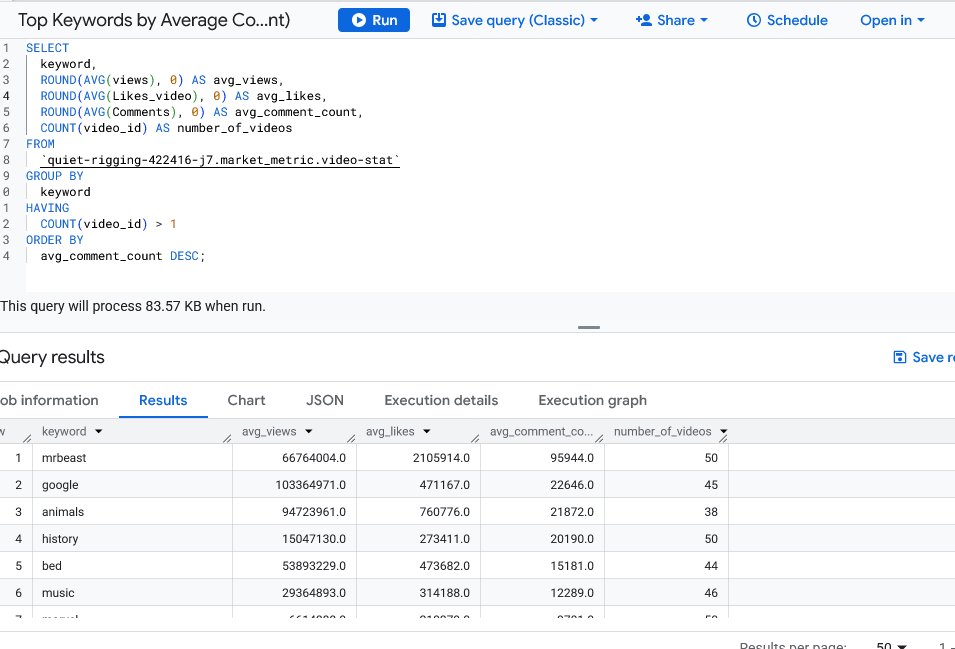 Top Keywords by Average Co...nt) Run Save query (Classic) Share Schedule Open in
1 SELECT
2 keyword,
3 ROUND(AVG(views), 0) AS avg_views,
4 ROUND(AVG(Likes_video), 0) AS avg_likes,
5 ROUND(AVG(Comments), 0) AS avg_comment_count,
6 COUNT(video_id) AS number_of_videos
7 FROM
8 `quiet-rigging-422416-j7.market_metric.video-stat`
9 GROUP BY
0 keyword
1 HAVING
2 COUNT(video_id) > 1
3 ORDER BY
4 avg_comment_count DESC;
This query will process 83.57 KB when run.
Query results Save re
ob information Results Chart JSON Execution details Execution graph
w keyword avg_views avg_likes avg_comment_co... number_of_videos
1 mrbeast 66764004.0 2105914.0 95944.0 50
2 google 103364971.0 471167.0 22646.0 45
3 animals 94723961.0 760776.0 21872.0 38
4 history 15047130.0 273411.0 20190.0 50
5 bed 53893229.0 473682.0 15181.0 44
6 music 29364893.0 314188.0 12289.0 46
Results per page: 50 1 -